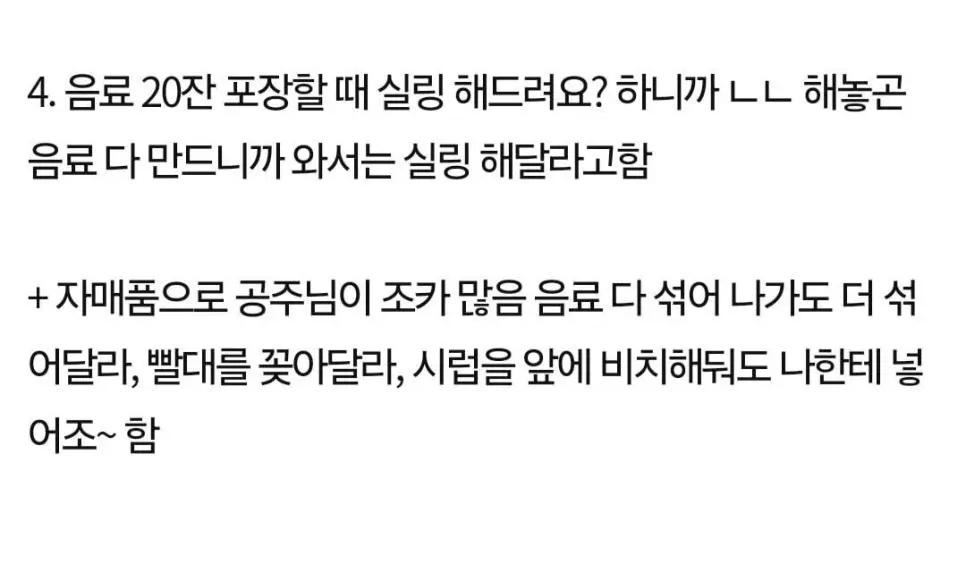 4. 음료 20잔 포장할 때 실링 해드려요? 하니까 ㄴㄴ 해놓곤
음료 다 만드니까 와서는 실링 해달라고함
+ 자매품으로 공주님이 조카 많음 음료 다 섞어 나가도 더 섞
어달라, 빨대를 꽂아달라, 시럽을 앞에 비치해둬도 나한테 넣
어조~ 함